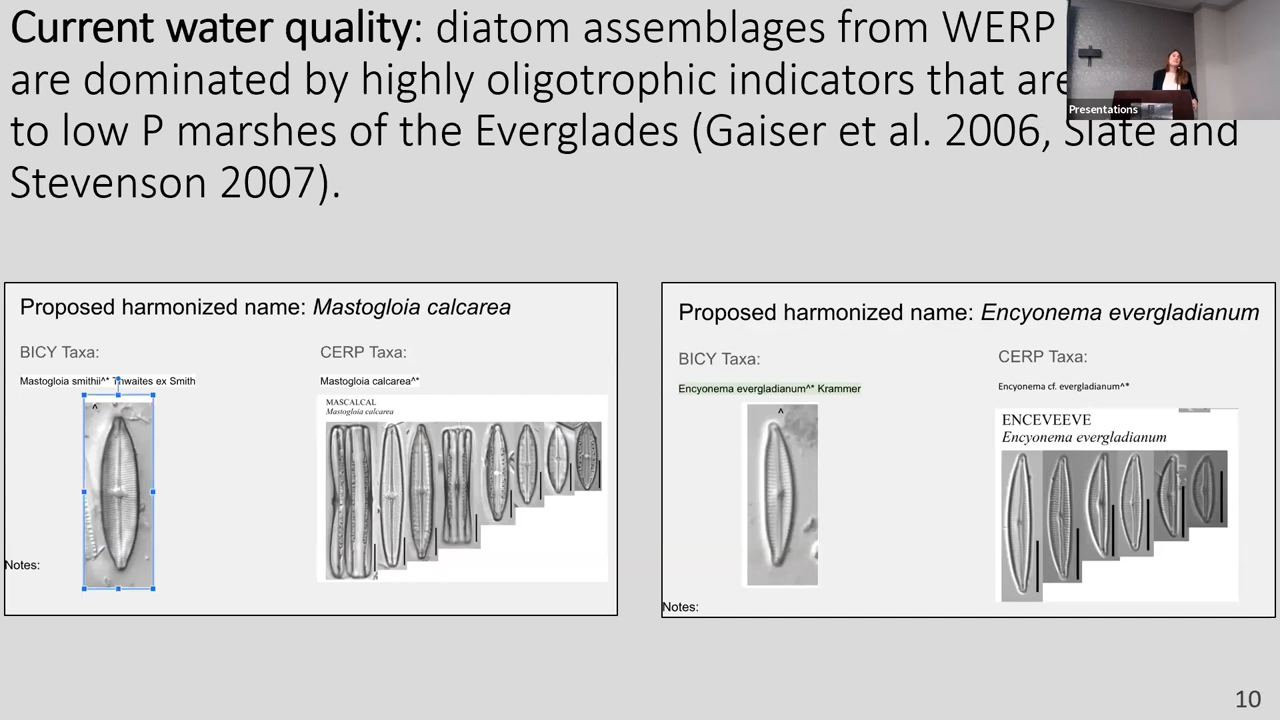 Current water quality: diatom assemblages from WERP
are dominated by highly oligotrophic indicators that are
to low P marshes of the Everglades (Gaiser et al. 2006, Slate and
Stevenson 2007).
Presentations
Proposed harmonized name: Mastogloia calcarea
BICY Taxa:
CERP Taxa:
Mastogloia smithii^* Thwaites ex Smith
Mastogloia calcarea^*
^
MASCALCAL
Mastogloia calcarea
Notes:
Proposed harmonized name: Encyonema evergladianum
BICY Taxa:
CERP Taxa:
Encyonema evergladianum^* Krammer
Encyonema cf. evergladianum^*
^
ENCEVEEVE
Encyonema evergladianum
Notes:
10